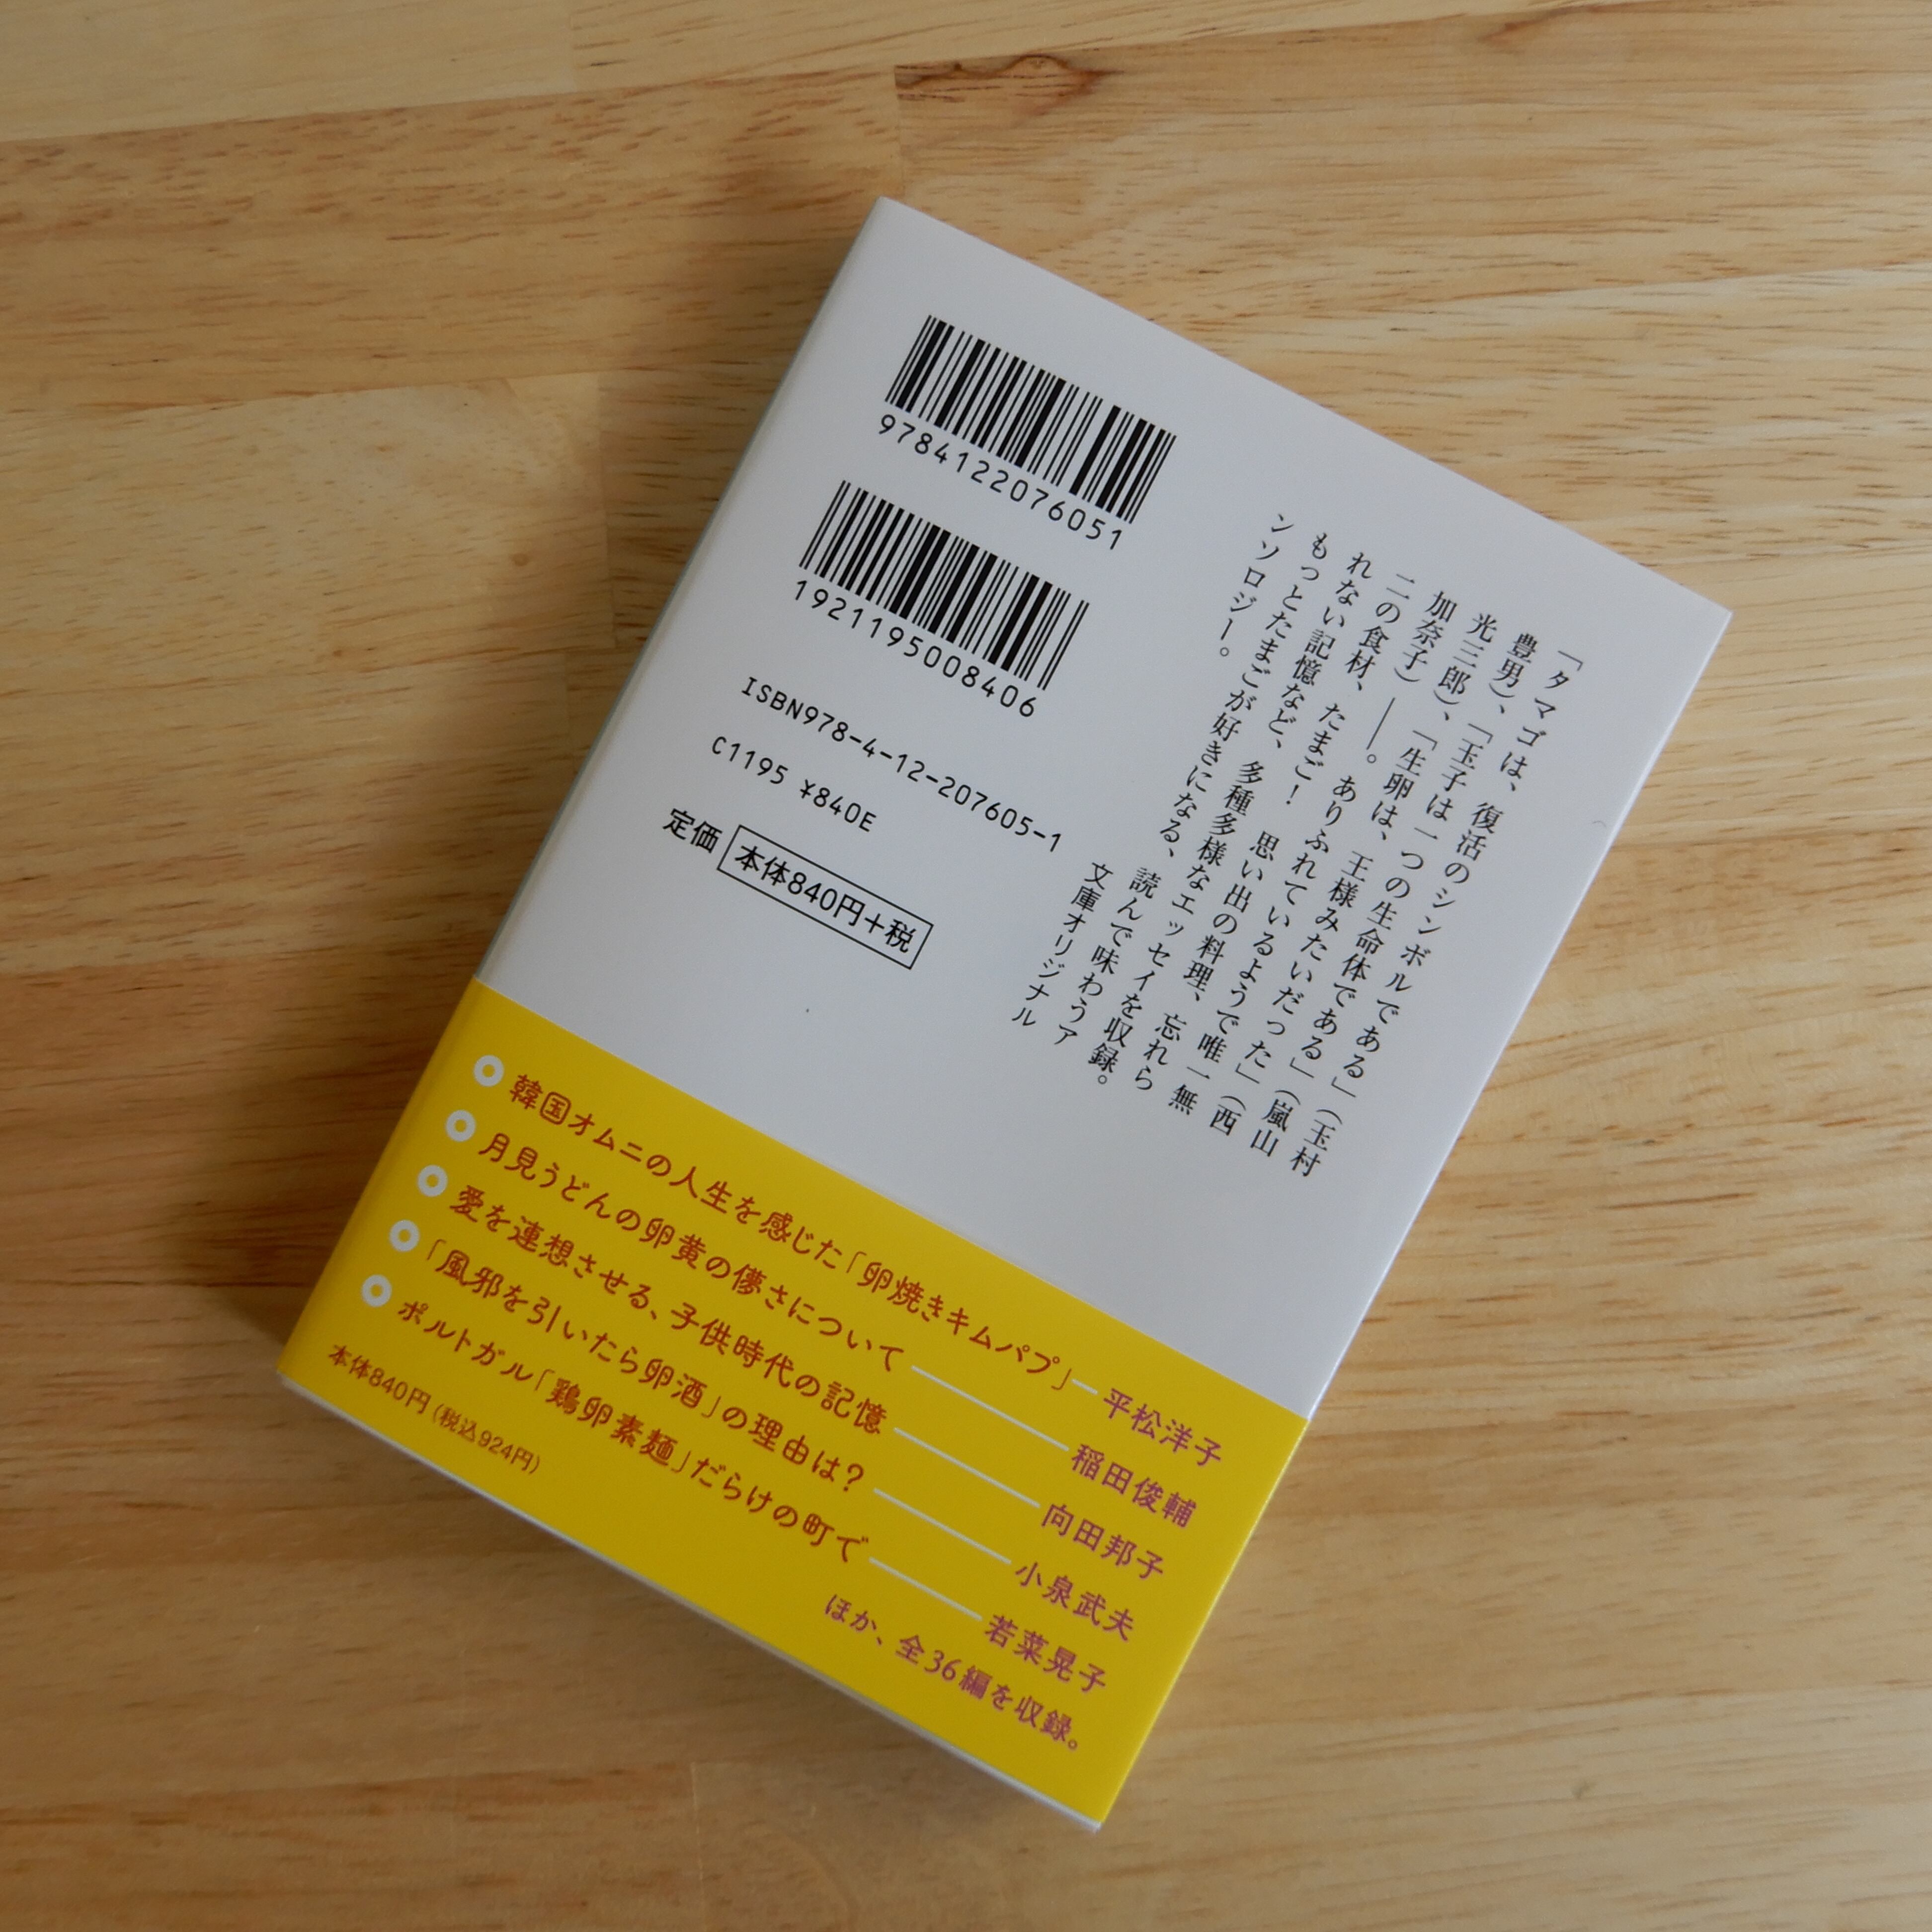 9784122076051
1921195008406
ISBN978-4-12-207605-1
C1195 ¥840E
定価 本体840円+税
「タマゴは、復活のシンボルである」(玉村
豊男)、「玉子は一つの生命体である」(嵐山
光三郎)、「生卵は、王様みたいだった」(西
加奈子)――。ありふれているようで唯一無
二の食材、たまご! 思い出の料理、忘れら
れない記憶など、多種多様なエッセイを収録。
もっとたまごが好きになる、読んで味わうア
ンソロジー。
文庫オリジナル
韓国オムニの人生を感じた「卵焼きキムパプ」―平松洋子
月見うどんの卵黄の儚さについて――稲田俊輔
愛を連想させる、子供時代の記憶――向田邦子
「風邪を引いたら卵酒」の理由は?――小泉武夫
ポルトガル「鶏卵素麺」だらけの町で――若菜晃子
ほか、全36編を収録。
本体840円(税込924円)